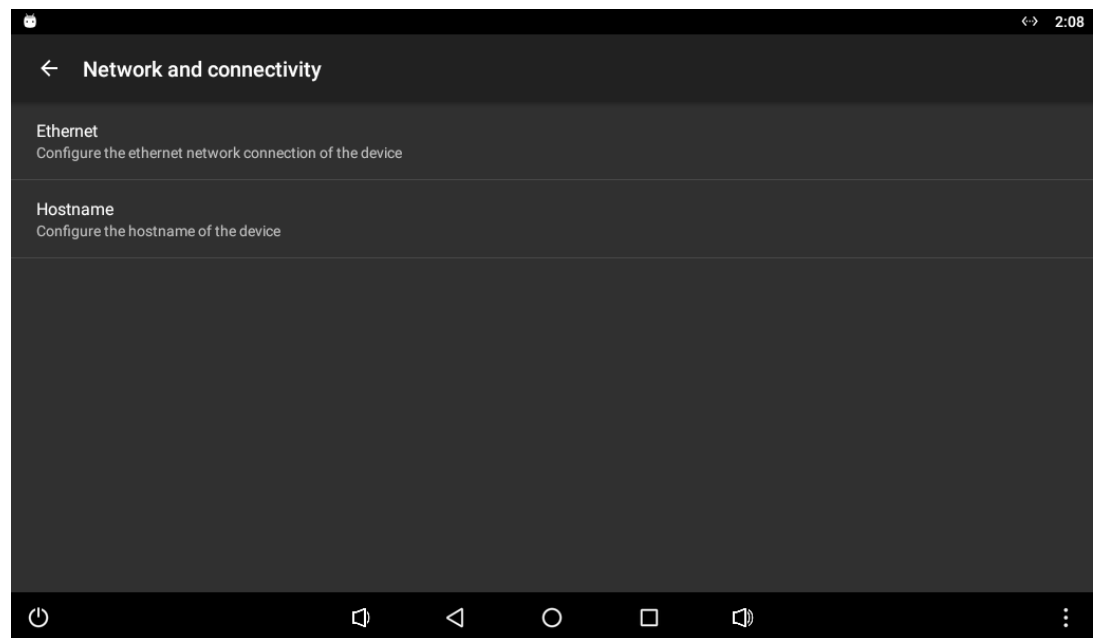 2:08
Network and connectivity
Ethernet
Configure the ethernet network connection of the device
Hostname
Configure the hostname of the device